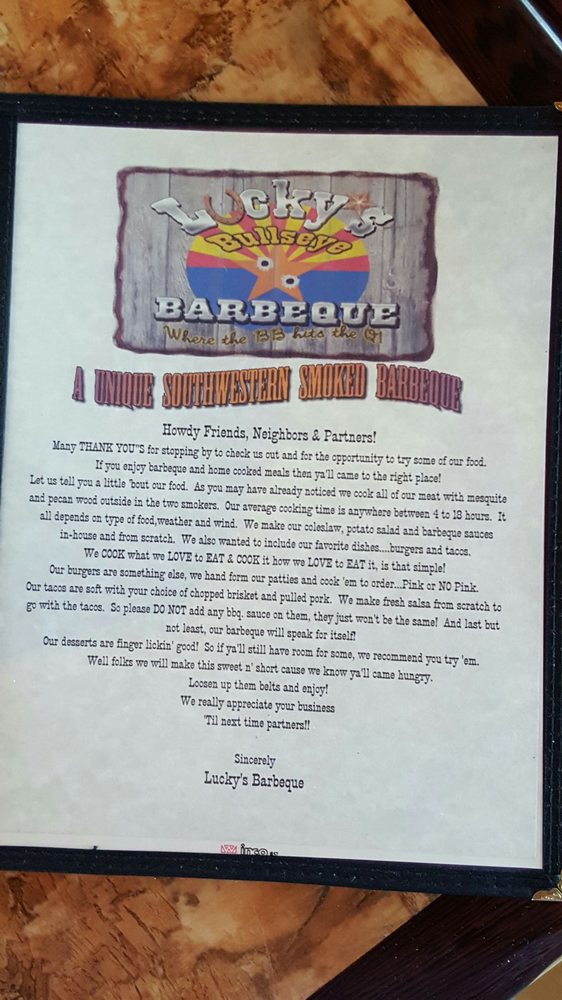 Lucky's
Bullseye
BARBEQUE
Where the BB hits the Q!
A UNIQUE SOUTHWESTERN SMOKED BARBEQUE
Howdy Friends, Neighbors & Partners!
Many THANK YOU"S for stopping by to check us out and for the opportunity to try some of our food.
If you enjoy barbeque and home cooked meals then ya'll came to the right place!
Let us tell you a little 'bout our food. As you may have already noticed we cook all of our meat with mesquite
and pecan wood outside in the two smokers. Our average cooking time is anywhere between 4 to 18 hours. It
all depends on type of food,weather and wind. We make our coleslaw, potato salad and barbeque sauces
in-house and from scratch. We also wanted to include our favorite dishes....burgers and tacos.
We COOK what we LOVE to EAT & COOK it how we LOVE to EAT it, is that simple!
Our burgers are something else, we hand form our patties and cook 'em to order...Pink or NO Pink.
Our tacos are soft with your choice of chopped brisket and pulled pork. We make fresh salsa from scratch to
go with the tacos. So please DO NOT add any bbq. sauce on them, they just won't be the same! And last but
not least, our barbeque will speak for itself!
Our desserts are finger lickin' good! So if ya'll still have room for some, we recommend you try 'em.
Well folks we will make this sweet n' short cause we know ya'll came hungry.
Loosen up them belts and enjoy!
We really appreciate your business
'Til next time partners!!
Sincerely
Lucky's Barbeque